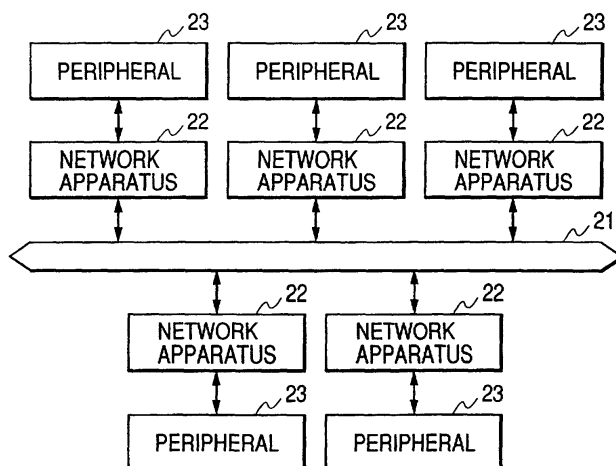 23 23 23
PERIPHERAL PERIPHERAL PERIPHERAL
22 22 22
NETWORK NETWORK NETWORK
APPARATUS APPARATUS APPARATUS
21
22 22
NETWORK NETWORK
APPARATUS APPARATUS
23 23
PERIPHERAL PERIPHERAL